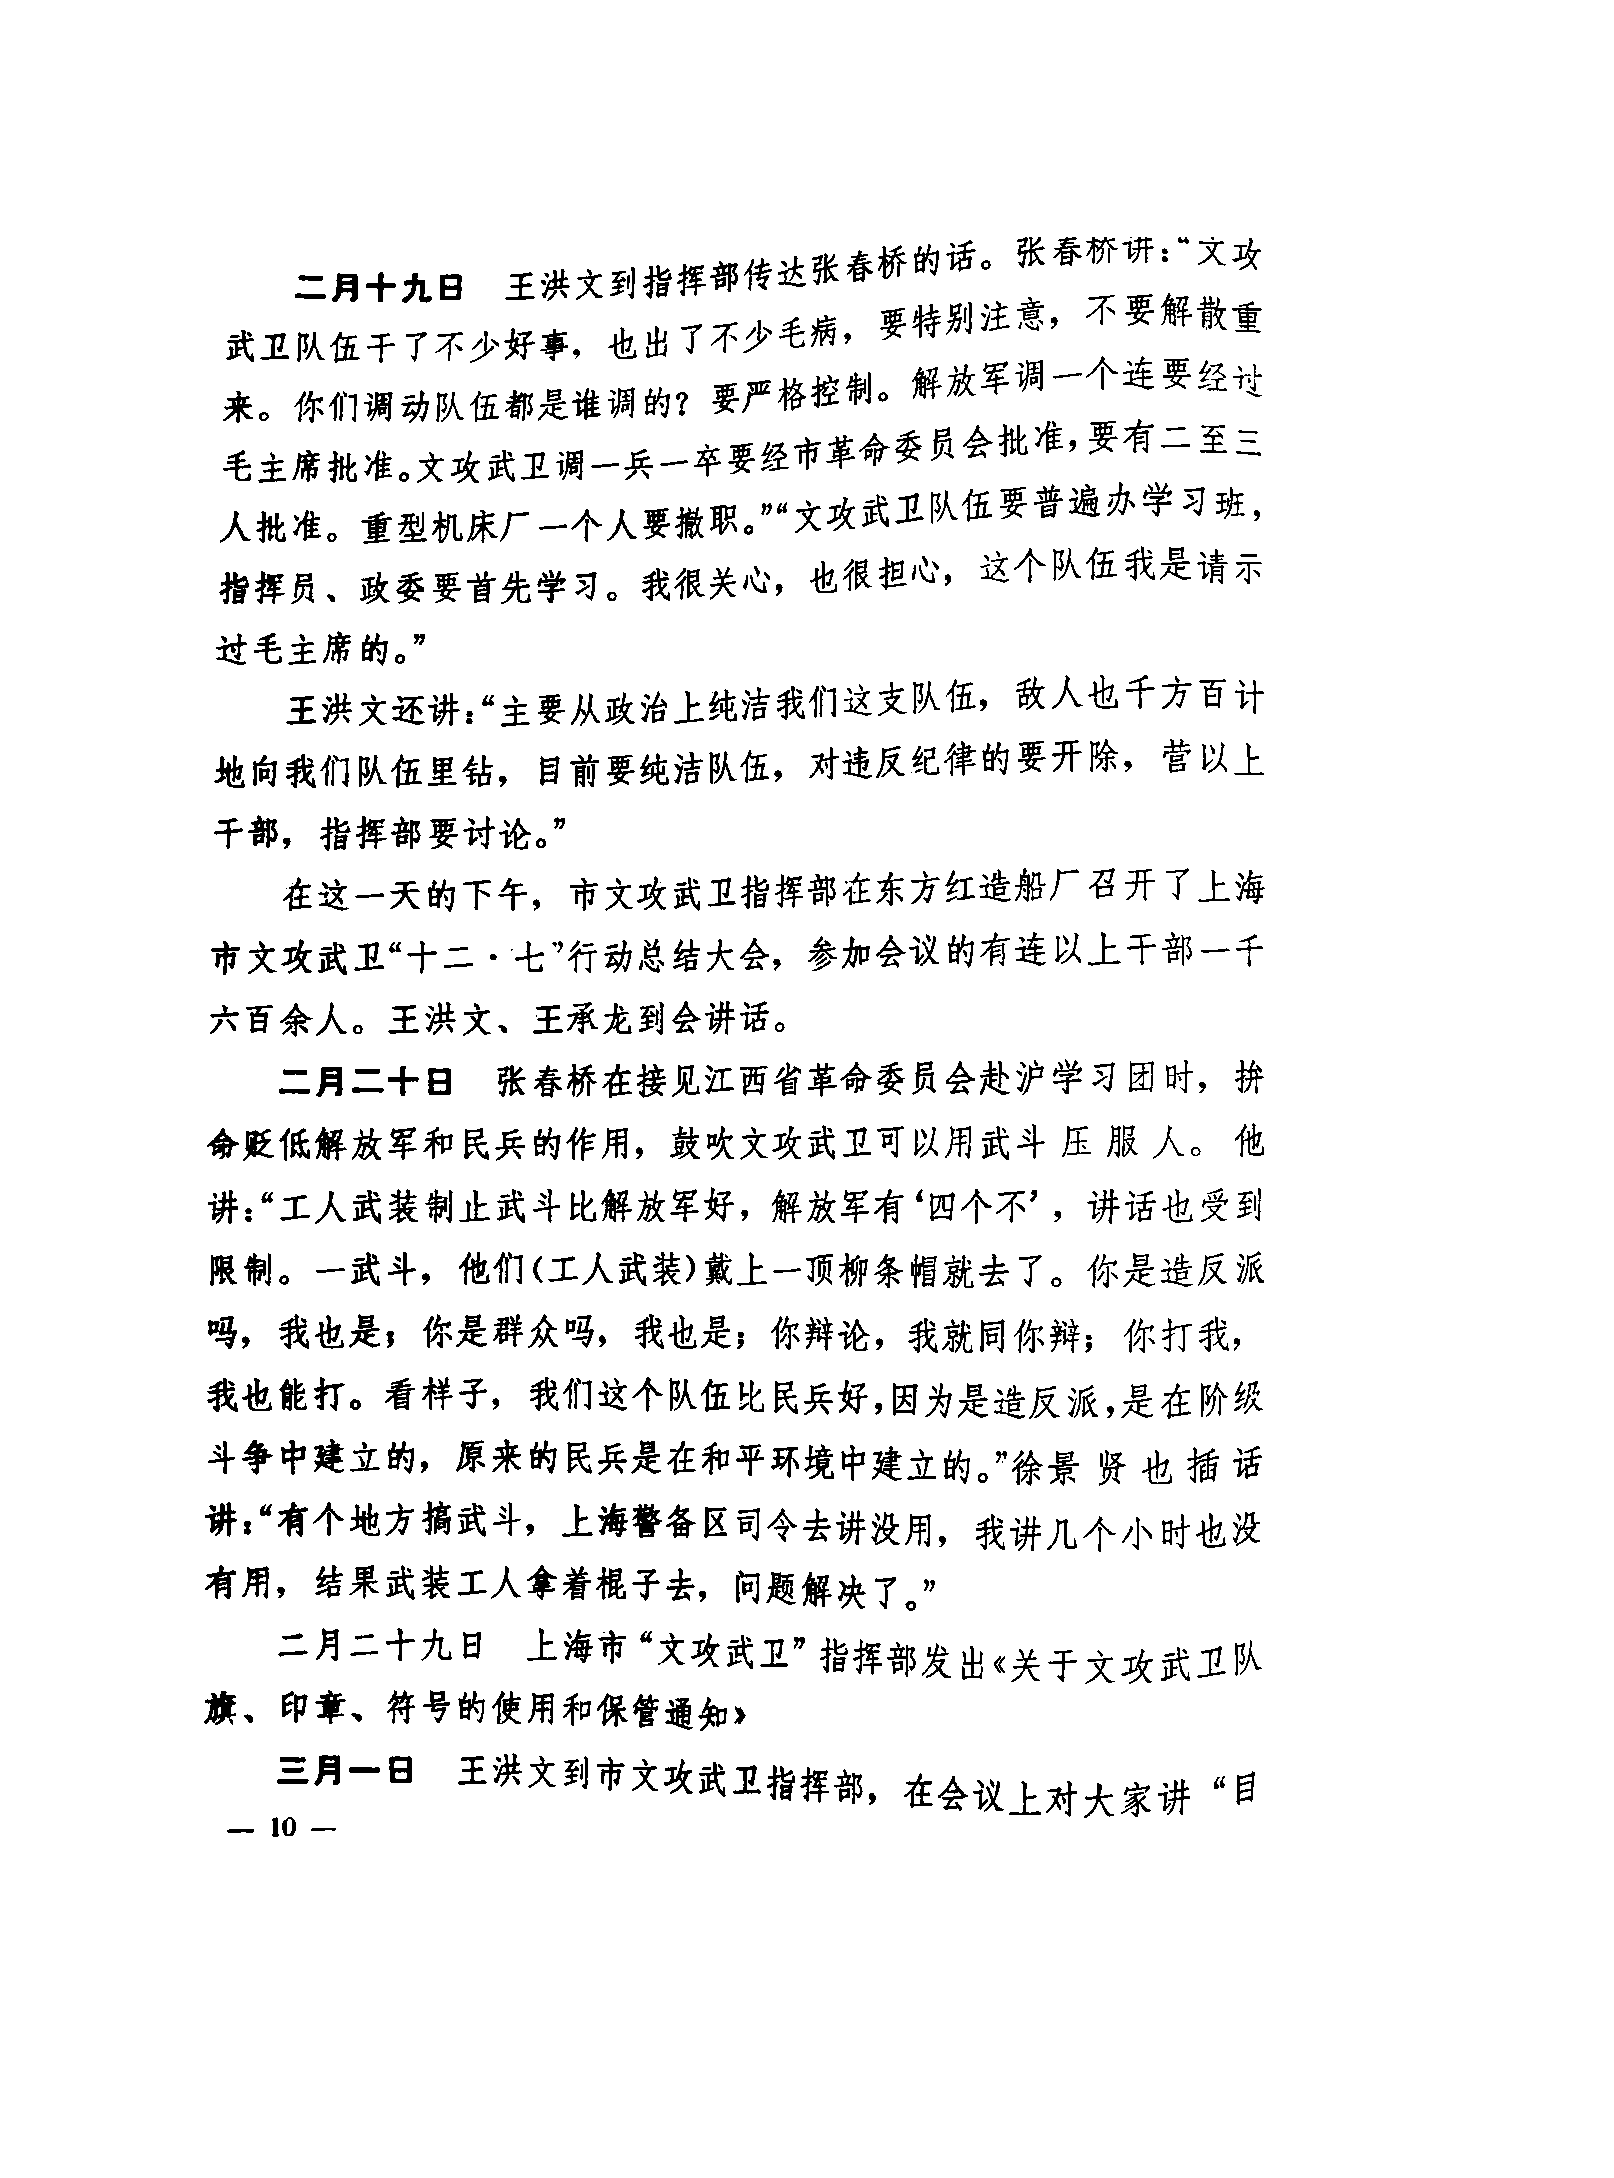 二月十九日　王洪文到指挥部传达张春桥的话。张春桥讲：“文攻
武卫队伍干了不少好事，也出了不少毛病，要特别注意，不要解散重
来。你们调动队伍都是谁调的？要严格控制。解放军调一个连要经过
毛主席批准。文攻武卫调一兵一卒要经市革命委员会批准，要有二至三
人批准。重型机床厂一个人要撤职。”“文攻武卫队伍要普遍办学习班，
指挥员、政委要首先学习。我很关心，也很担心，这个队伍我是请示
过毛主席的。”
王洪文还讲：“主要从政治上纯洁我们这支队伍，敌人也千方百计
地向我们队伍里钻，目前要纯洁队伍，对违反纪律的要开除，营以上
干部，指挥部要讨论。”
在这一天的下午，市文攻武卫指挥部在东方红造船厂召开了上海
市文攻武卫“十二·七”行动总结大会，参加会议的有连以上干部一千
六百余人。王洪文、王承龙到会讲话。
二月二十日　张春桥在接见江西省革命委员会赴沪学习团时，拚
命贬低解放军和民兵的作用，鼓吹文攻武卫可以用武斗压服人。他
讲：“工人武装制止武斗比解放军好，解放军有‘四个不’，讲话也受到
限制。一武斗，他们（工人武装）戴上一顶柳条帽就去了。你是造反派
吗，我也是；你是群众吗，我也是；你辩论，我就同你辩；你打我，
我也能打。看样子，我们这个队伍比民兵好，因为是造反派，是在阶级
斗争中建立的，原来的民兵是在和平环境中建立的。”徐景贤也插话
讲：“有个地方搞武斗，上海警备区司令去讲没用，我讲几个小时也没
有用，结果武装工人拿着棍子去，问题解决了。”
二月二十九日　上海市“文攻武卫”指挥部发出《关于文攻武卫队
旗、印章、符号的使用和保管通知》
三月一日　王洪文到市文攻武卫指挥部，在会议上对大家讲“目
— 10 —